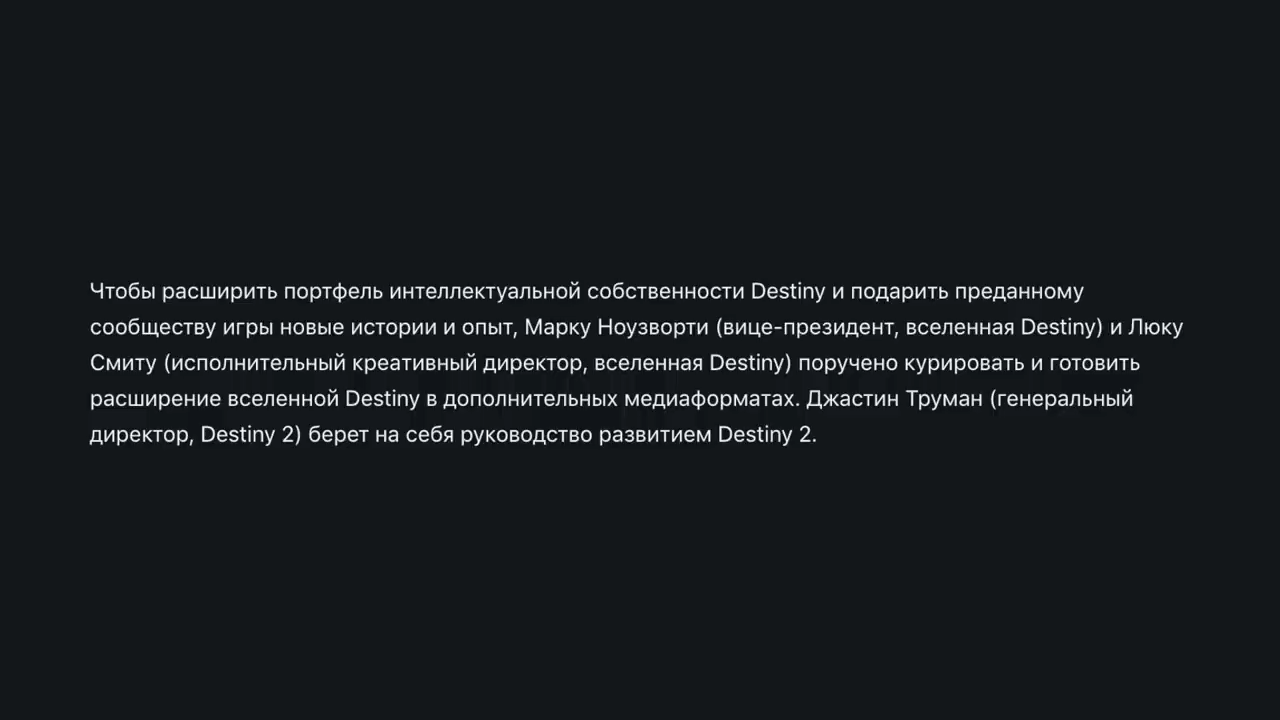 Чтобы расширить портфель интеллектуальной собственности Destiny и подарить преданному
сообществу игры новые истории и опыт, Марку Ноузворти (вице-президент, вселенная Destiny) и Люку
Смиту (исполнительный креативный директор, вселенная Destiny) поручено курировать и готовить
расширение вселенной Destiny в дополнительных медиаформатах. Джастин Труман (генеральный
директор, Destiny 2) берет на себя руководство развитием Destiny 2.